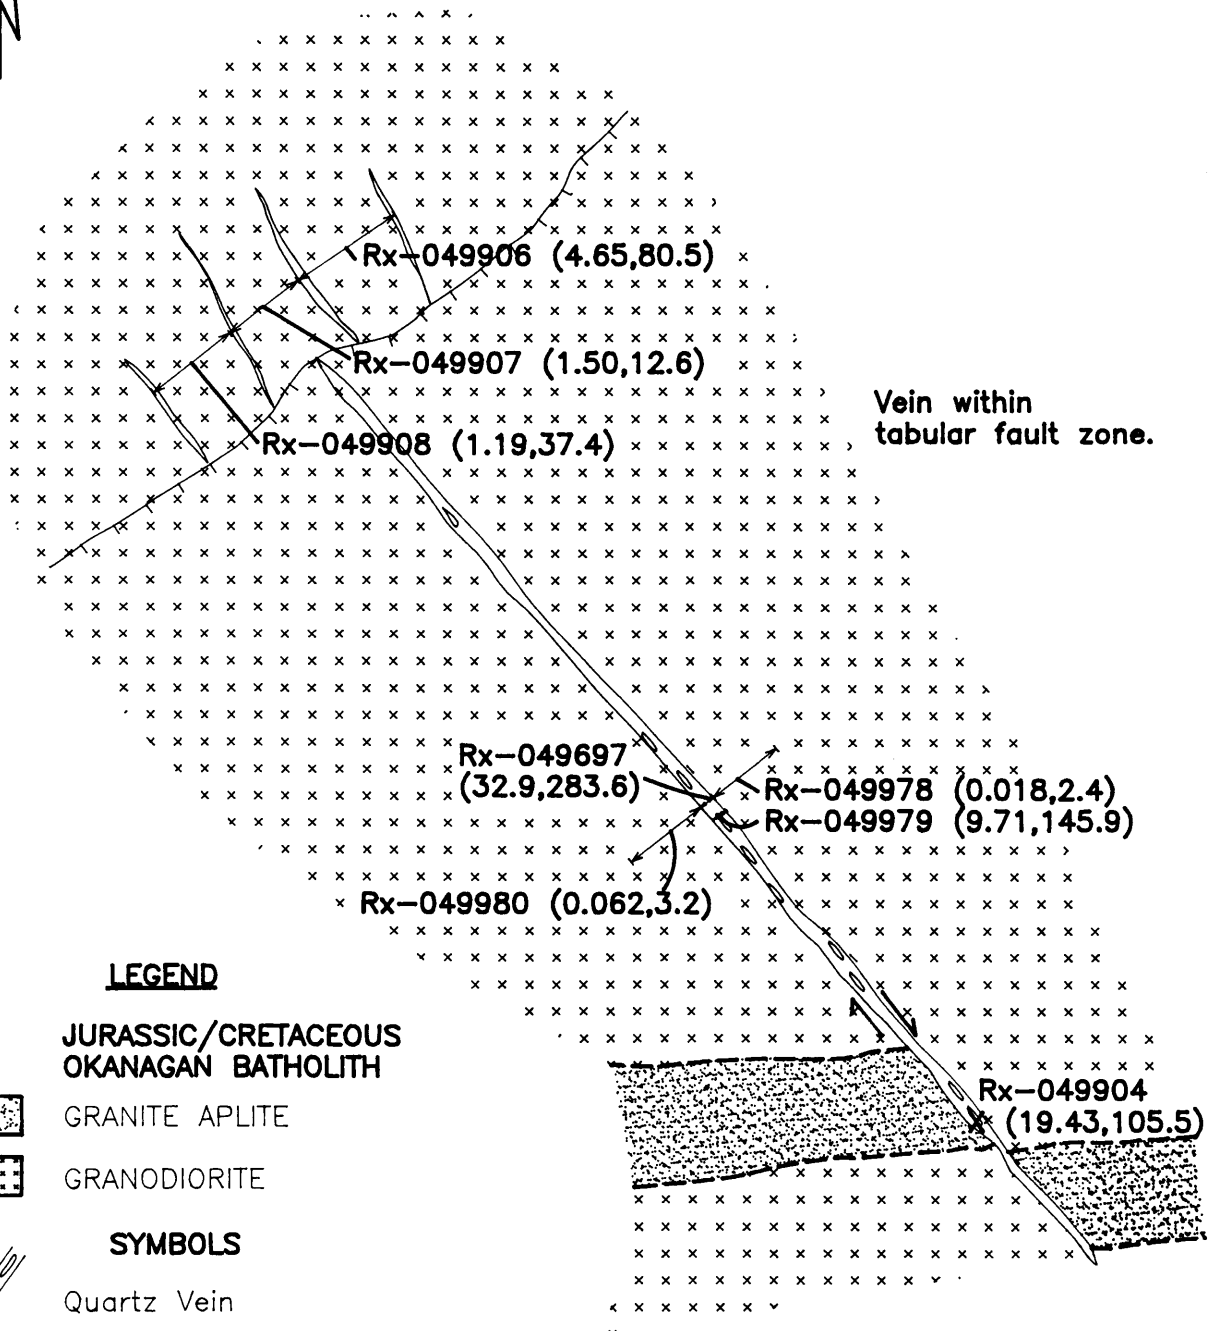 N
Rx-049906 (4.65,80.5)
Rx-049907 (1.50,12.6)
Rx-049908 (1.19,37.4)
Vein within
tabular fault zone.
Rx-049697
(32.9,283.6)
Rx-049978 (0.018,2.4)
Rx-049979 (9.71,145.9)
Rx-049980 (0.062,3.2)
Rx-049904
(19.43,105.5)
LEGEND
JURASSIC/CRETACEOUS
OKANAGAN BATHOLITH
GRANITE APLITE
GRANODIORITE
SYMBOLS
Quartz Vein